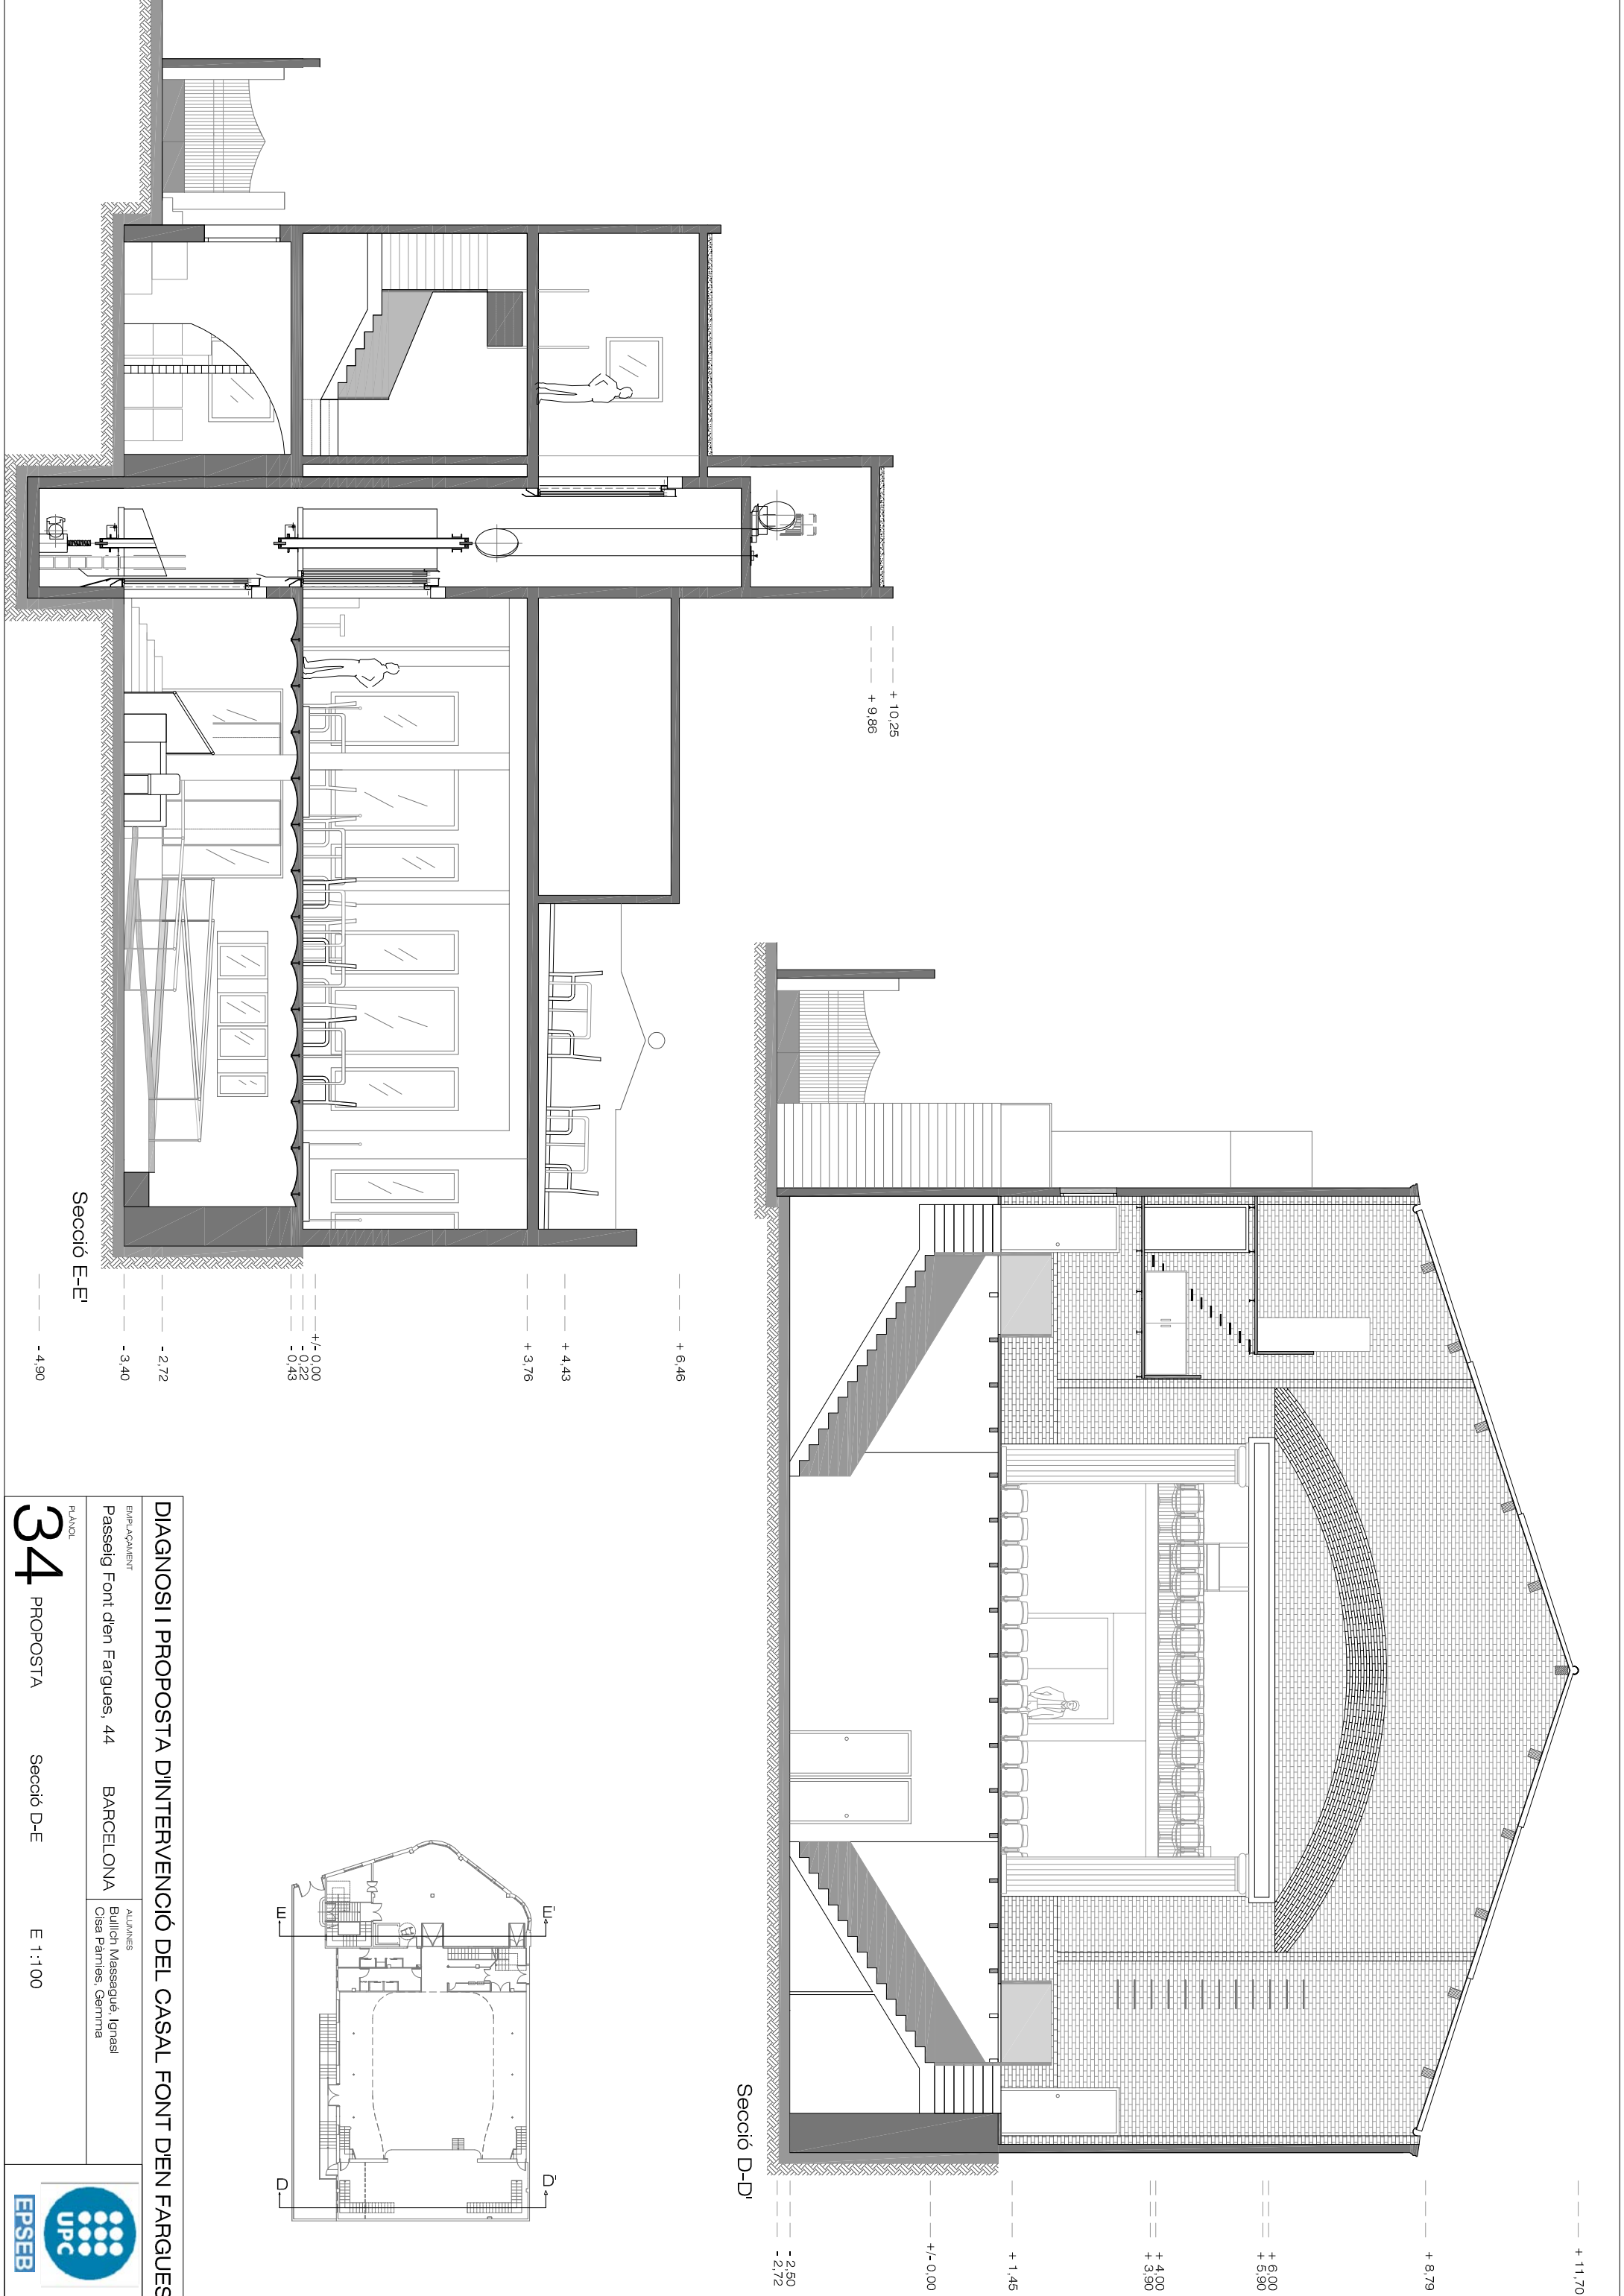 + 10,25
+ 9,86
+ 6,46
+ 4,43
+ 3,76
+/- 0,00
- 0,22
- 0,43
- 2,72
- 3,40
- 4,90
Secció E-E'
+ 11,70
+ 8,79
+ 6,00
+ 5,90
+ 4,00
+ 3,90
+ 1,45
+/- 0,00
- 2,50
- 2,72
Secció D-D'
E
E'
D
D'
DIAGNOSI I PROPOSTA D'INTERVENCIÓ DEL CASAL FONT D'EN FARGUES
EMPLAÇAMENT
Passeig Font d'en Fargues, 44 BARCELONA
ALUMNES
Bullich Massagué, Ignasi
Cisa Pàmies, Gemma
PLÀNOL
34 PROPOSTA Secció D-E E 1:100
UPC
EPSEB